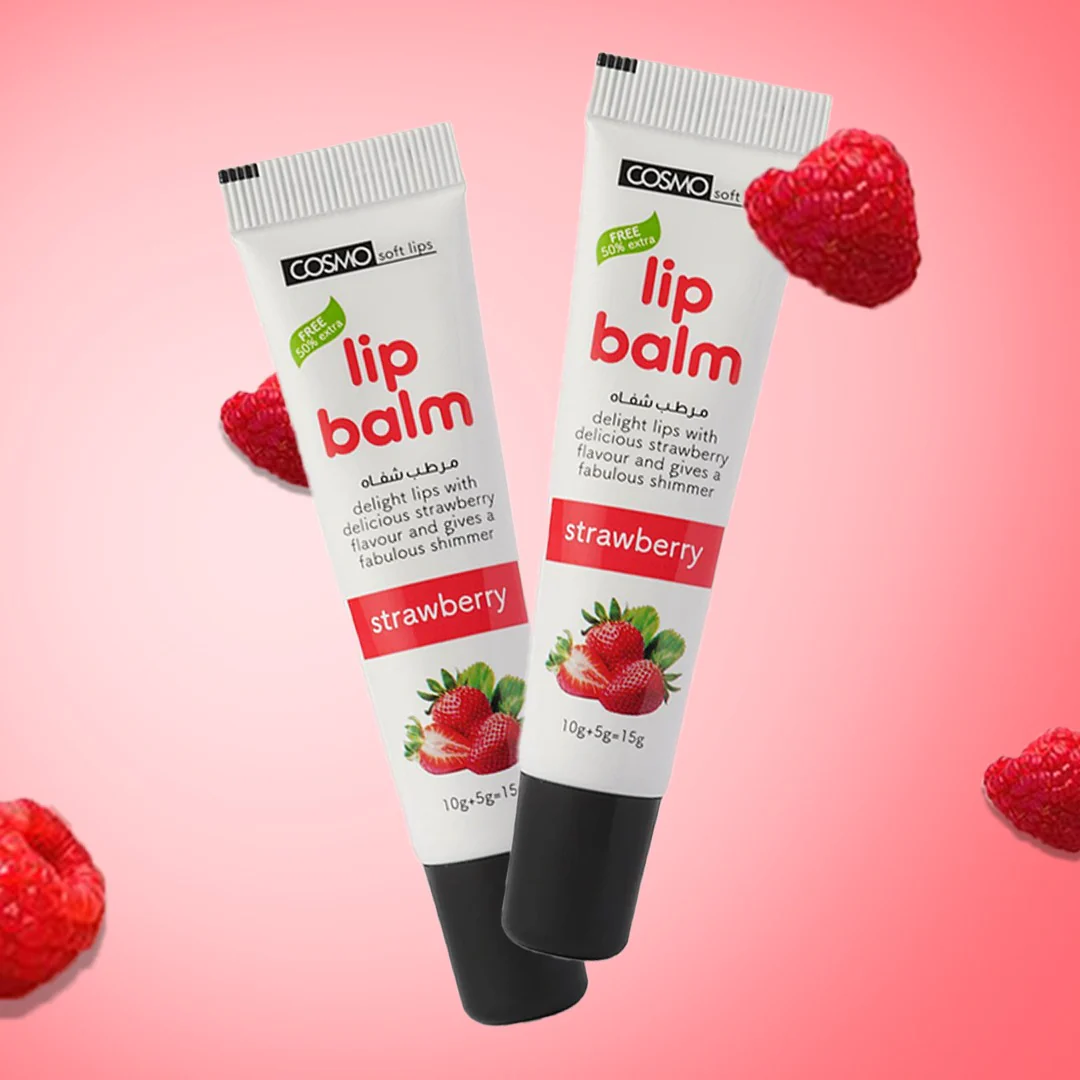 COSMO soft lips
FREE
50% extra
lip
balm
مرطب شفاه
delight lips with
delicious strawberry
flavour and gives a
fabulous shimmer
strawberry
10g+5g=15
COSMO soft
FREE
50% extra
lip
balm
مرطب شفاه
delight lips with
delicious strawberry
flavour and gives a
fabulous shimmer
strawberry
10g+5g=15g